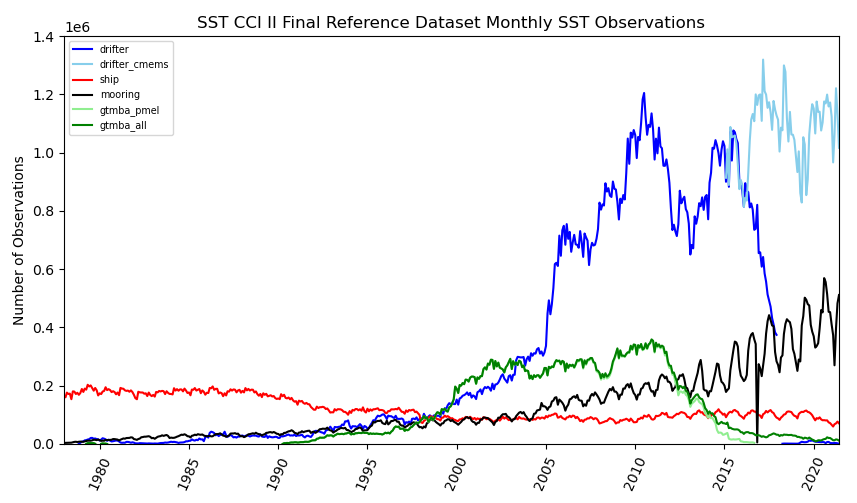 SST CCI II Final Reference Dataset Monthly SST Observations
1e6
1.4
1.2
1.0
0.8
0.6
0.4
0.2
0.0
Number of Observations
drifter
drifter_cmems
ship
mooring
gtmba_pmel
gtmba_all
1980
1985
1990
1995
2000
2005
2010
2015
2020